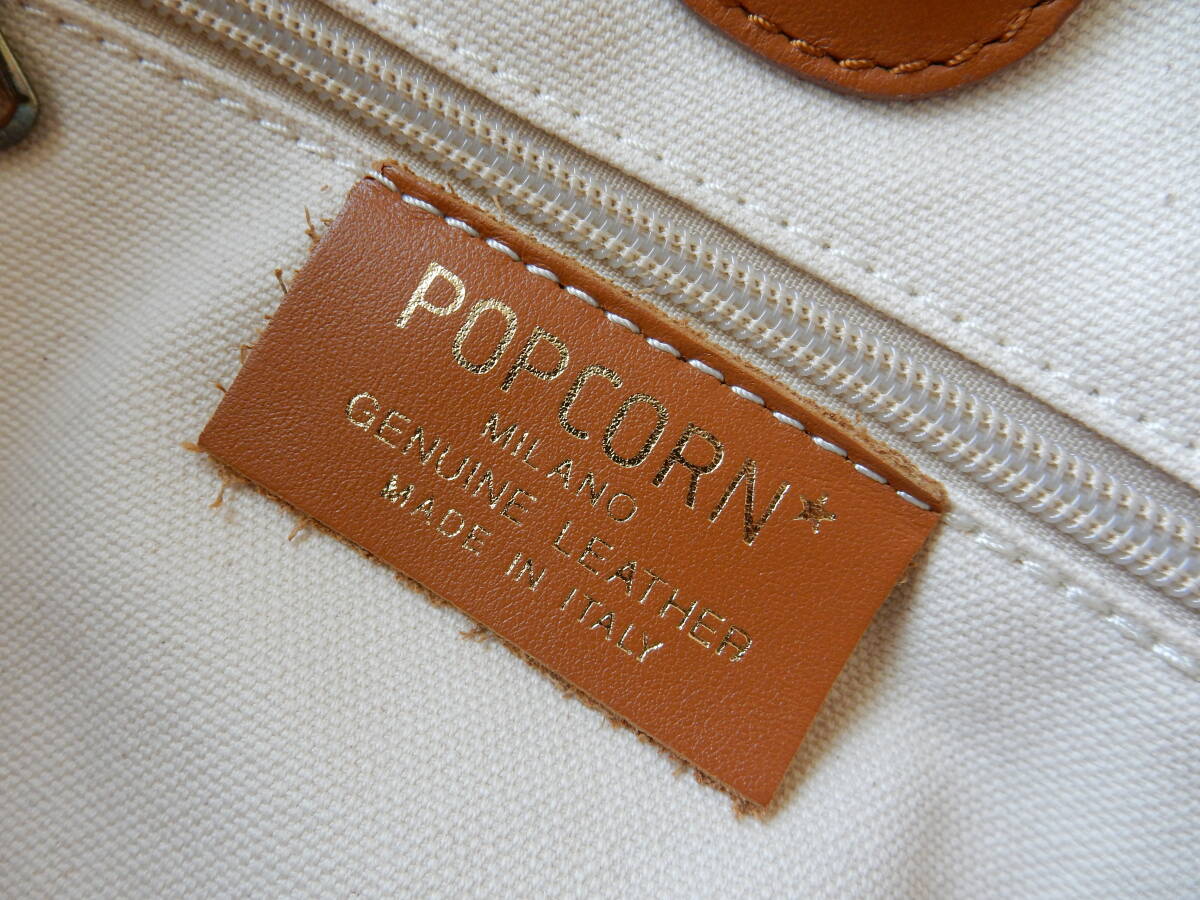 POPCORN★
MILANO
GENUINE LEATHER
MADE IN ITALY